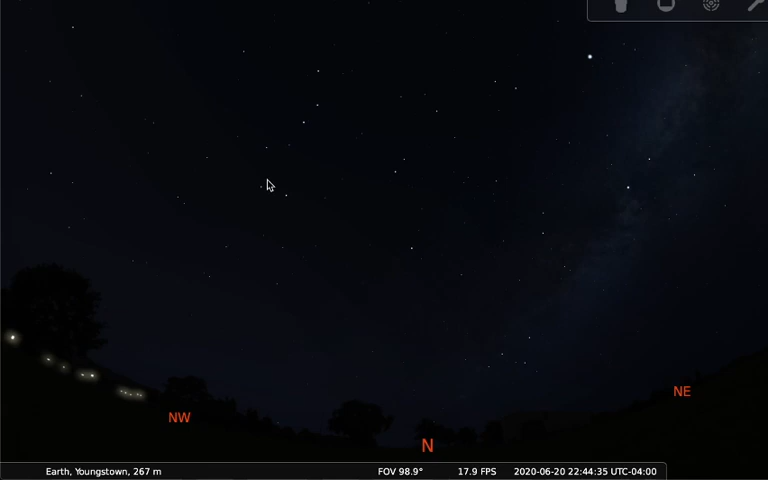 NE
NW
N
Earth, Youngstown, 267 m FOV 98.9° 17.9 FPS 2020-06-20 22:44:35 UTC-04:00